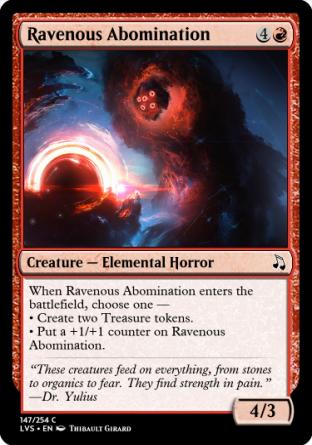 Ravenous Abomination 4
Creature — Elemental Horror
When Ravenous Abomination enters the
battlefield, choose one —
• Create two Treasure tokens.
• Put a +1/+1 counter on Ravenous
Abomination.
“These creatures feed on everything, from stones
to organics to fear. They find strength in pain.”
—Dr. Yulius
4/3
147/254 C
LVS • EN Thibault Girard